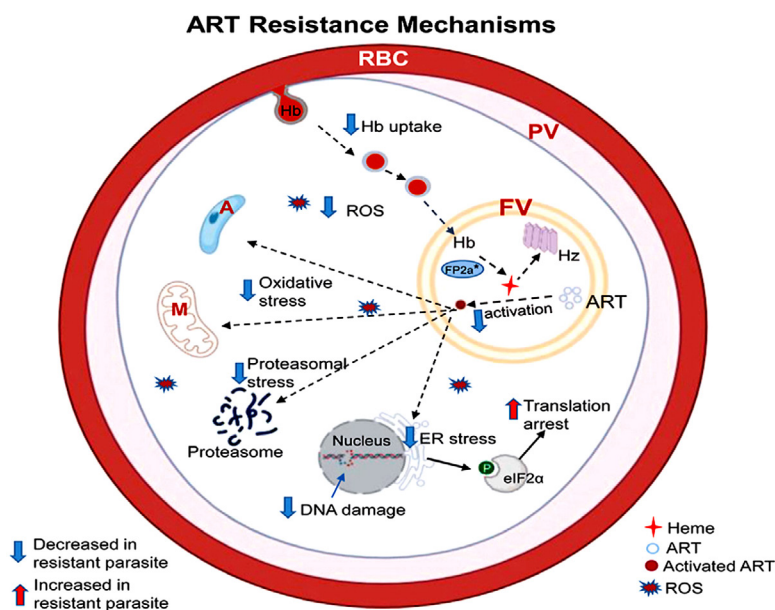 ART Resistance Mechanisms
RBC
PV
Hb
Hb uptake
A
ROS
FV
Hb
Hz
FP2a*
ART
activation
Oxidative
stress
M
Proteasomal
stress
Proteasome
Nucleus
ER stress
Translation
arrest
P
eIF2α
DNA damage
Decreased in
resistant parasite
Increased in
resistant parasite
Heme
ART
Activated ART
ROS